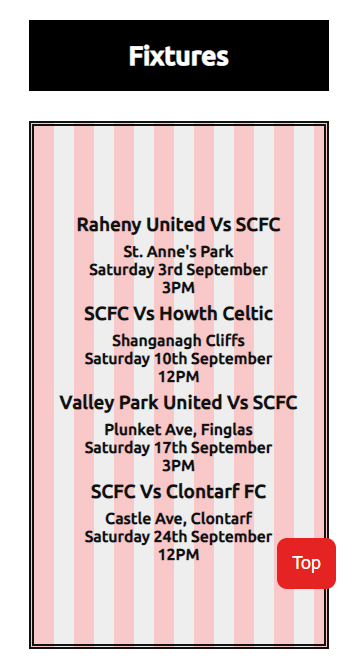 Fixtures
Raheny United Vs SCFC
St. Anne's Park
Saturday 3rd September
3PM
SCFC Vs Howth Celtic
Shanganagh Cliffs
Saturday 10th September
12PM
Valley Park United Vs SCFC
Plunket Ave, Finglas
Saturday 17th September
3PM
SCFC Vs Clontarf FC
Castle Ave, Clontarf
Saturday 24th September
12PM
Top